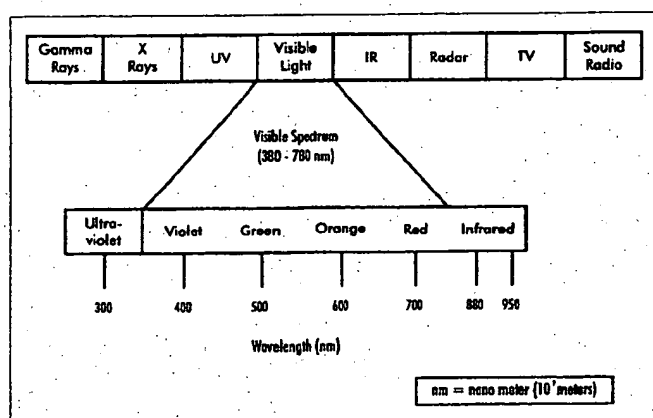 Gamma Rays
X Rays
UV
Visible Light
IR
Radar
TV
Sound Radio
Visible Spectrum
(380 - 780 nm)
Ultra-
violet
Violet
Green
Orange
Red
Infrared
300
400
500
600
700
880
950
Wavelength (nm)
nm = nano meter (10'meters)